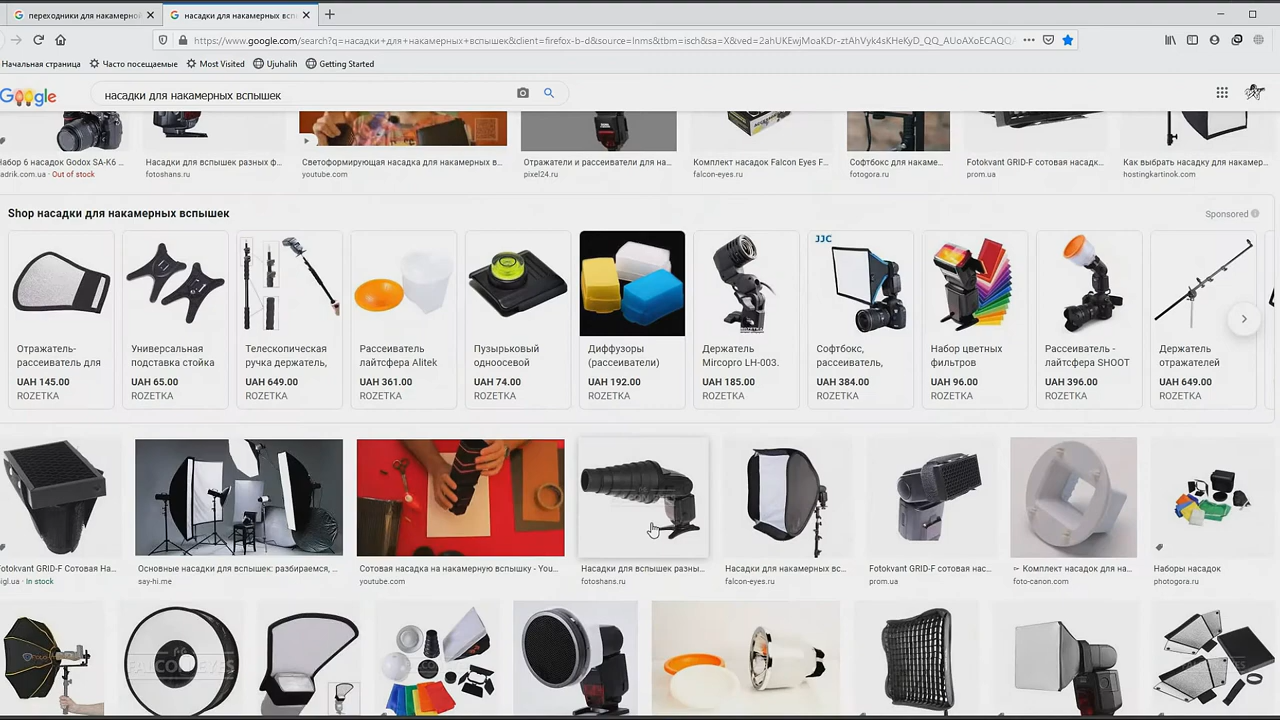 переходники для накамерной
насадки для накамерных всп
https://www.google.com/search?q=насадки+для+накамерных+вспышек&client=firefox-b-d&source=lnms&tbm=isch&sa=X&ved=2ahUKEwjMoaKDr-ztAhVyk4sKHeKyD_QQ_AUoAXoECAQQA
Начальная страница
Часто посещаемые
Most Visited
Ujuhalih
Getting Started
Google
насадки для накамерных вспышек
Набор 6 насадок Godox SA-K6 ...
adrik.com.ua · Out of stock
Насадки для вспышек разных ф...
fotoshans.ru
Светоформирующая насадка для накамерных в...
youtube.com
Отражатели и рассеиватели для на...
pixel24.ru
Комплект насадок Falcon Eyes F...
falcon-eyes.ru
Софтбокс для накаме...
fotogora.ru
Fotokvant GRID-F сотовая насадк...
prom.ua
Как выбрать насадку для накамер...
hostingkartinok.com
Shop насадки для накамерных вспышек
Sponsored
Отражатель-
рассеиватель для
UAH 145.00
ROZETKA
Универсальная
подставка стойка
UAH 65.00
ROZETKA
Телескопическая
ручка держатель,
UAH 649.00
ROZETKA
Рассеиватель
лайтсфера Alitek
UAH 361.00
ROZETKA
Пузырьковый
одноосевой
UAH 74.00
ROZETKA
Диффузоры
(рассеиватели)
UAH 192.00
ROZETKA
Держатель
Mircopro LH-003.
UAH 185.00
ROZETKA
JJC
Софтбокс,
рассеиватель,
UAH 384.00
ROZETKA
Набор цветных
фильтров
UAH 96.00
ROZETKA
Рассеиватель -
лайтсфера SHOOT
UAH 396.00
ROZETKA
Держатель
отражателей
UAH 649.00
ROZETKA
Fotokvant GRID-F Сотовая На...
igl.ua · In stock
Основные насадки для вспышек: разбираемся, ...
say-hi.me
Сотовая насадка на накамерную вспышку - You...
youtube.com
Насадки для вспышек разны...
fotoshans.ru
Насадки для накамерных вс...
falcon-eyes.ru
Fotokvant GRID-F сотовая нас...
prom.ua
✄ Комплект насадок для на...
foto-canon.com
Наборы насадок
photogora.ru
FALCON EYES